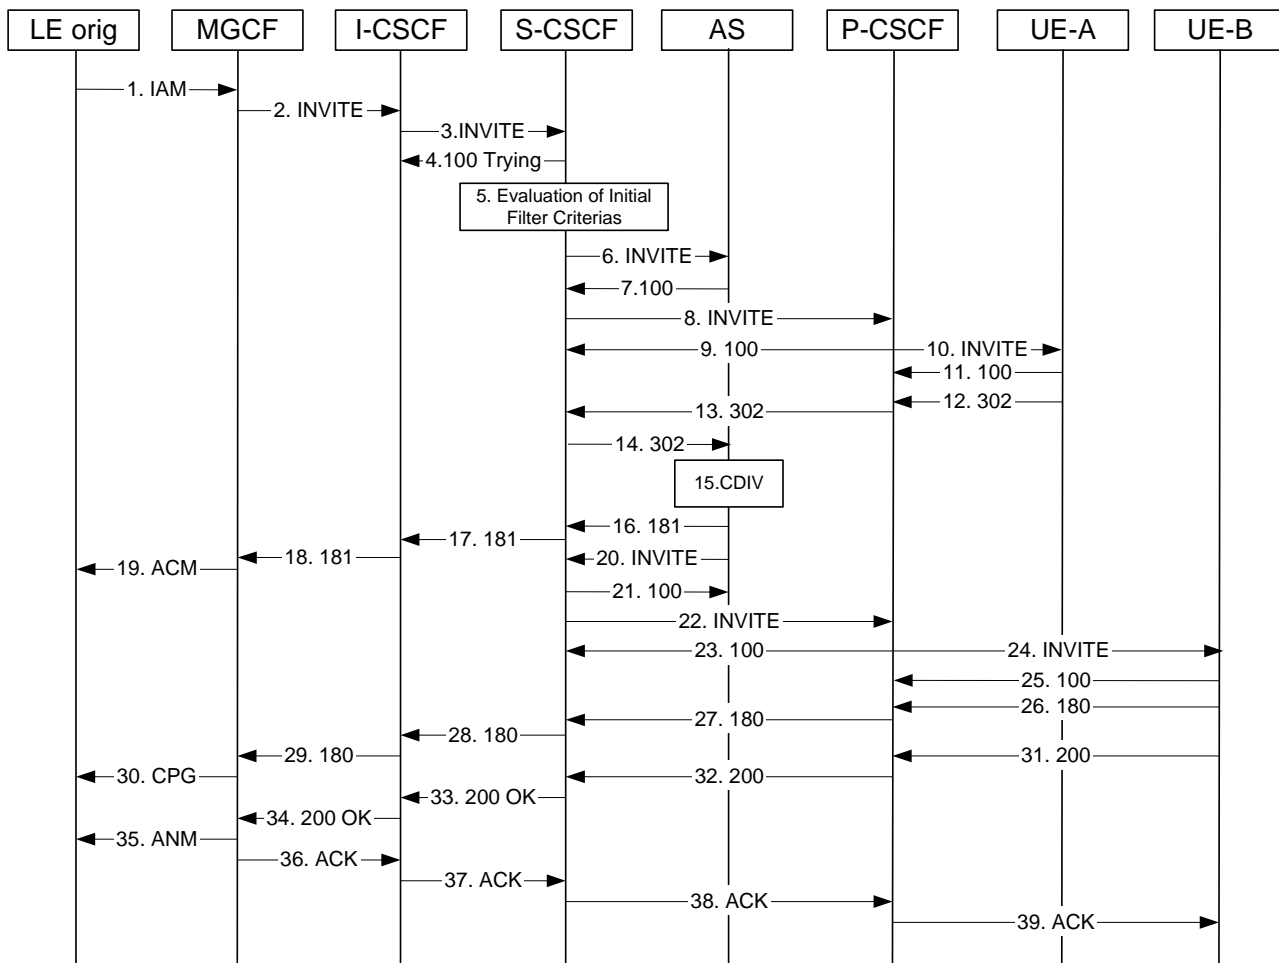 LE orig
MGCF
I-CSCF
S-CSCF
AS
P-CSCF
UE-A
UE-B
1. IAM
2. INVITE
3.INVITE
4.100 Trying
5. Evaluation of Initial
Filter Criterias
6. INVITE
7.100
8. INVITE
9. 100
10. INVITE
11. 100
12. 302
13. 302
14. 302
15.CDIV
16. 181
17. 181
18. 181
19. ACM
20. INVITE
21. 100
22. INVITE
23. 100
24. INVITE
25. 100
26. 180
27. 180
28. 180
29. 180
30. CPG
31. 200
32. 200
33. 200 OK
34. 200 OK
35. ANM
36. ACK
37. ACK
38. ACK
39. ACK